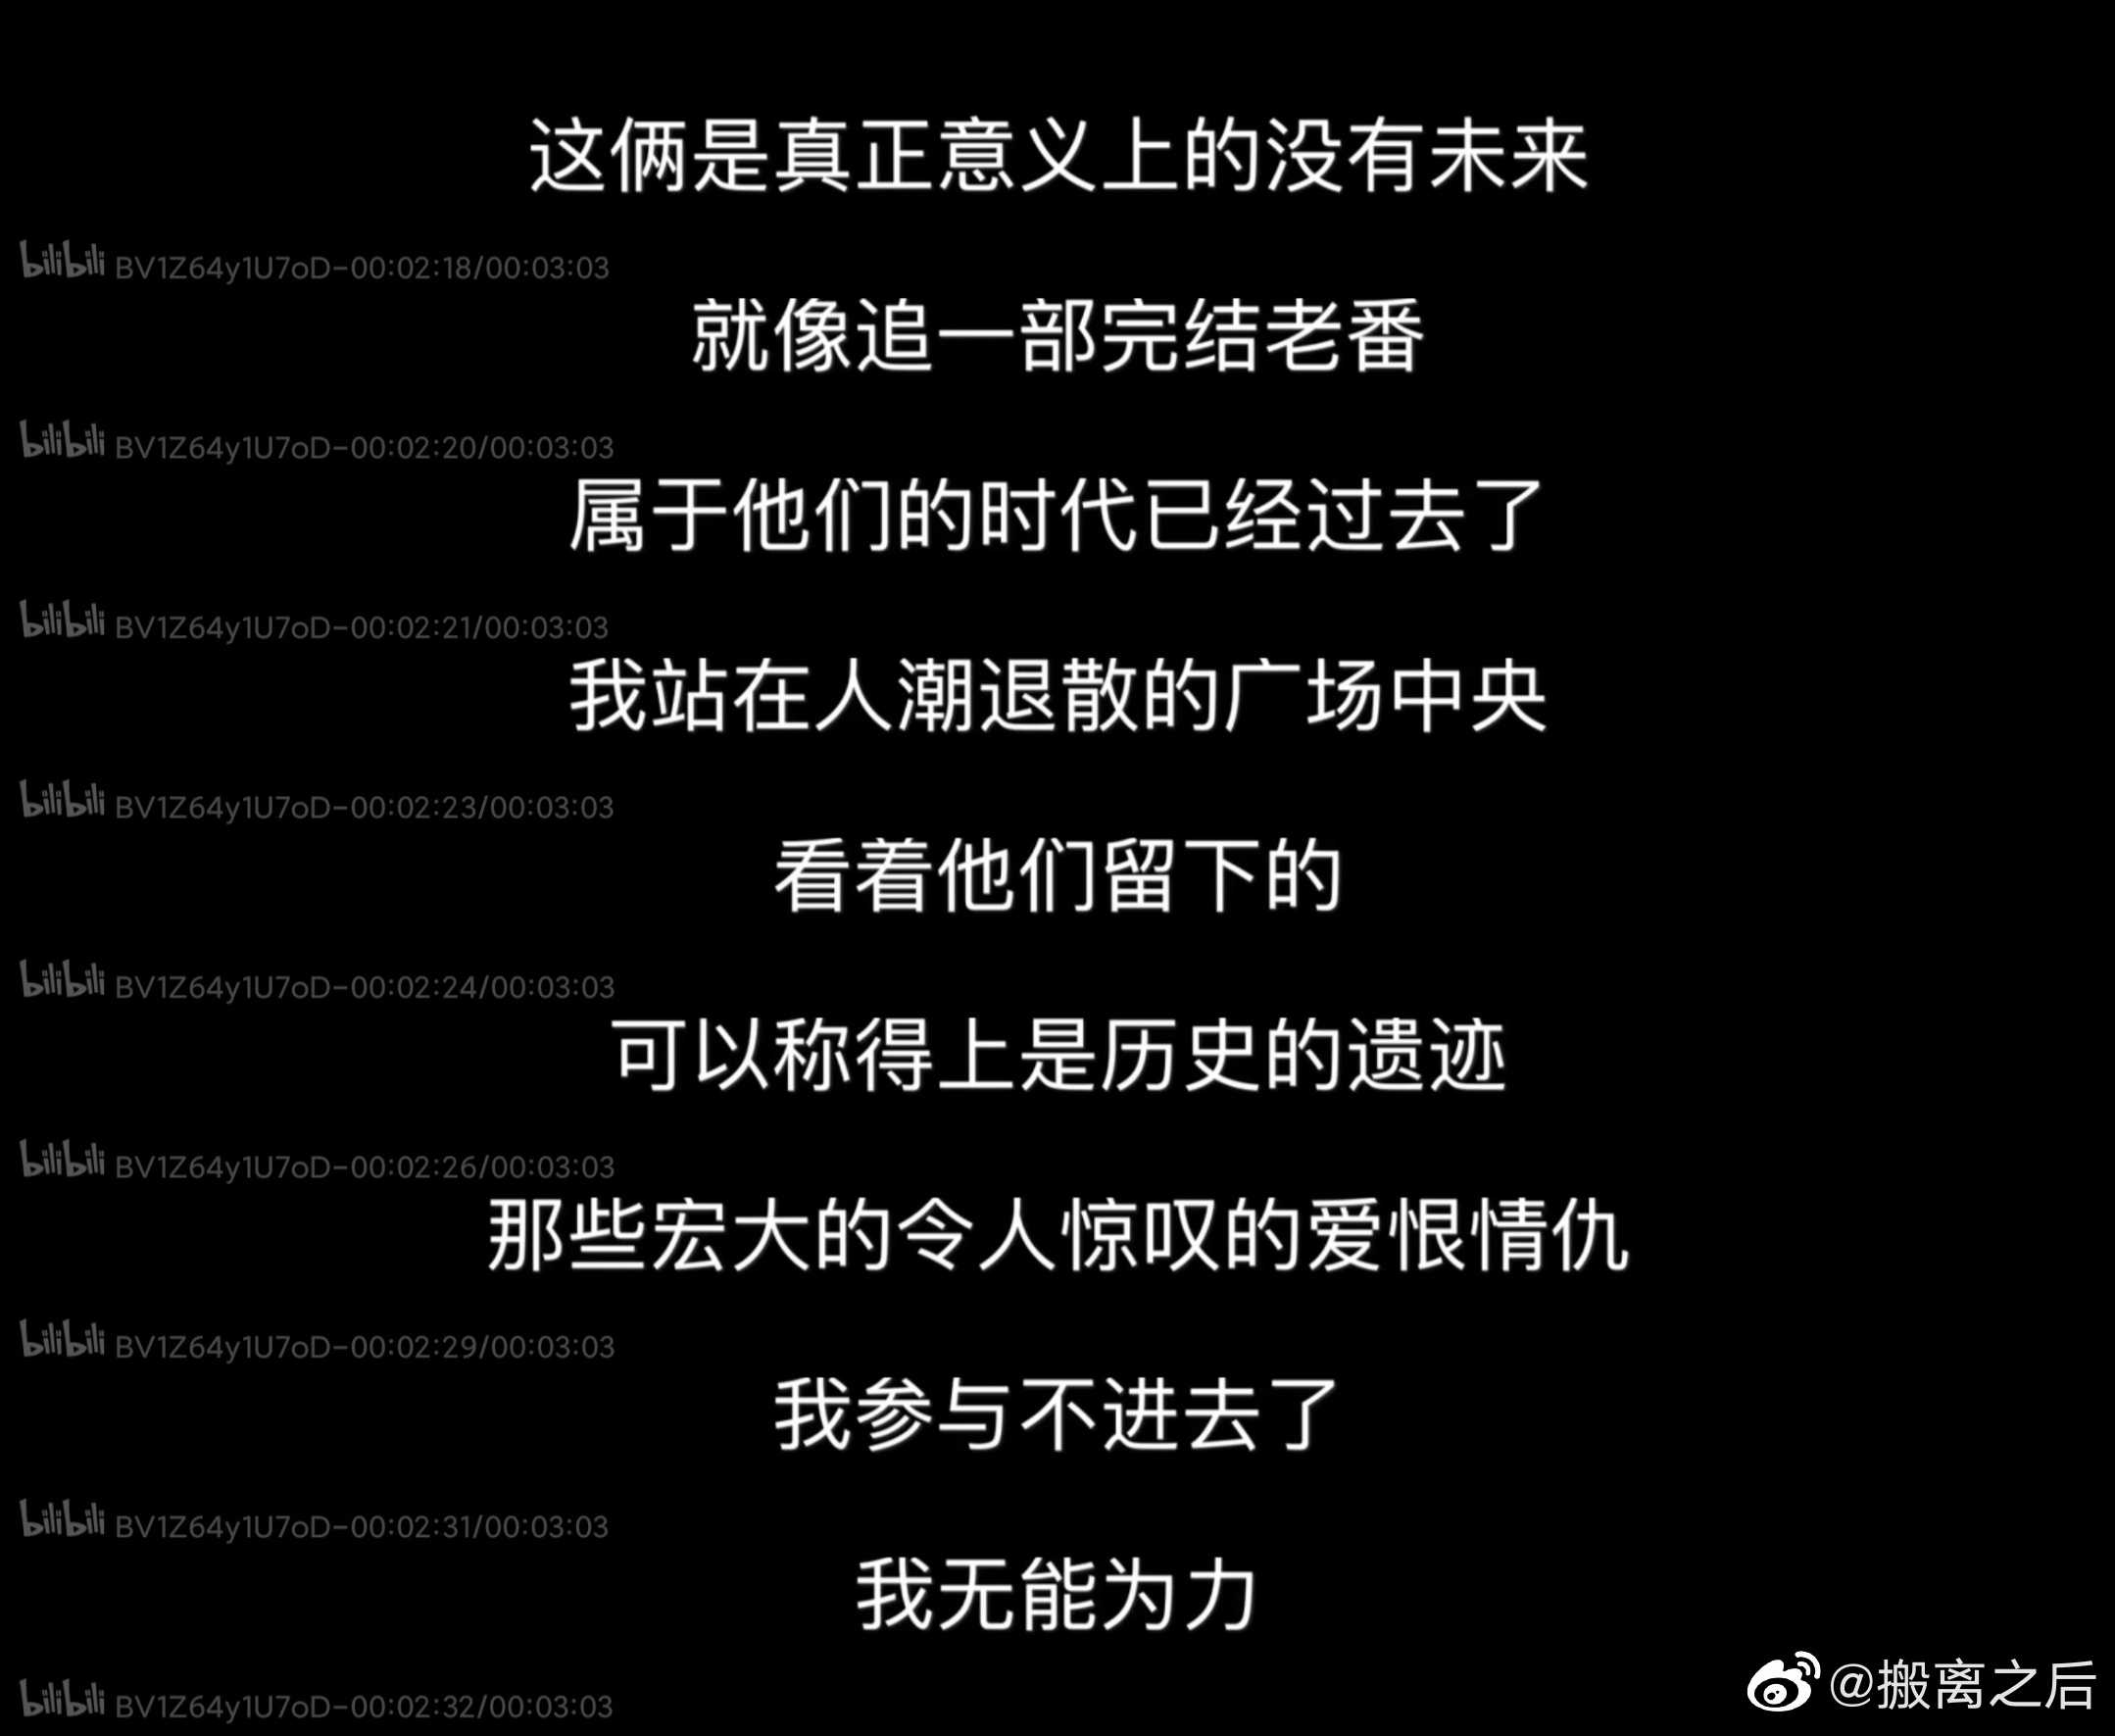 这俩是真正意义上的没有未来
bilibili BV1Z64y1U7oD-00:02:18/00:03:03
就像追一部完结老番
bilibili BV1Z64y1U7oD-00:02:20/00:03:03
属于他们的时代已经过去了
bilibili BV1Z64y1U7oD-00:02:21/00:03:03
我站在人潮退散的广场中央
bilibili BV1Z64y1U7oD-00:02:23/00:03:03
看着他们留下的
bilibili BV1Z64y1U7oD-00:02:24/00:03:03
可以称得上是历史的遗迹
bilibili BV1Z64y1U7oD-00:02:26/00:03:03
那些宏大的令人惊叹的爱恨情仇
bilibili BV1Z64y1U7oD-00:02:29/00:03:03
我参与不进去了
bilibili BV1Z64y1U7oD-00:02:31/00:03:03
我无能为力
bilibili BV1Z64y1U7oD-00:02:32/00:03:03
@搬离之后